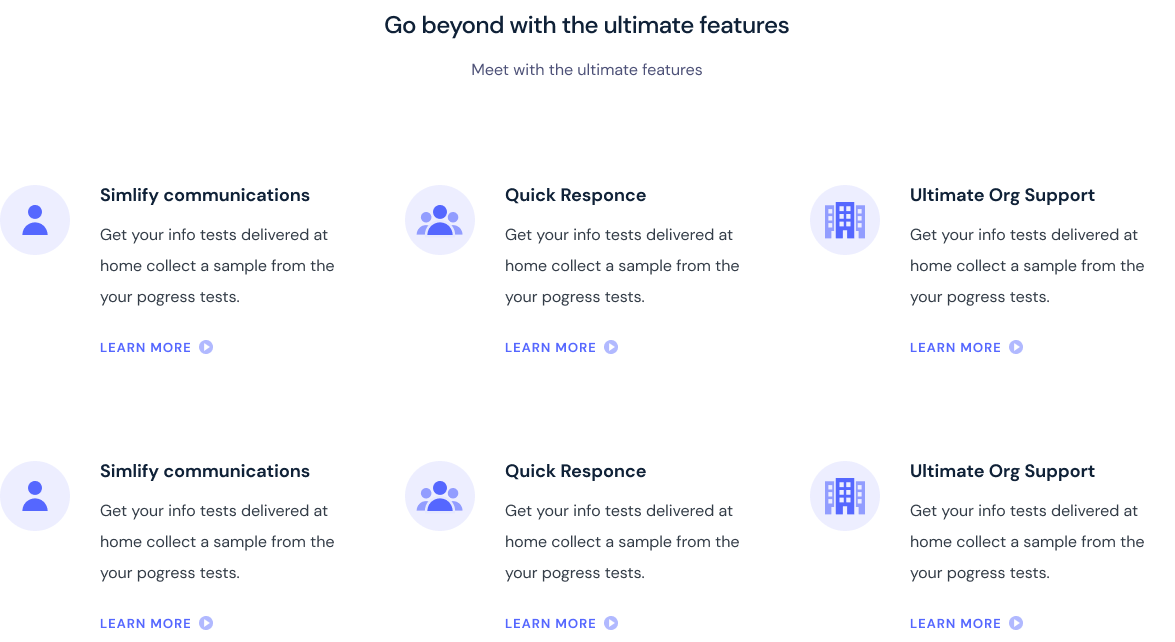 Go beyond with the ultimate features
Meet with the ultimate features
Simlify communications
Get your info tests delivered at
home collect a sample from the
your pogress tests.
LEARN MORE
Quick Responce
Get your info tests delivered at
home collect a sample from the
your pogress tests.
LEARN MORE
Ultimate Org Support
Get your info tests delivered at
home collect a sample from the
your pogress tests.
LEARN MORE
Simlify communications
Get your info tests delivered at
home collect a sample from the
your pogress tests.
LEARN MORE
Quick Responce
Get your info tests delivered at
home collect a sample from the
your pogress tests.
LEARN MORE
Ultimate Org Support
Get your info tests delivered at
home collect a sample from the
your pogress tests.
LEARN MORE